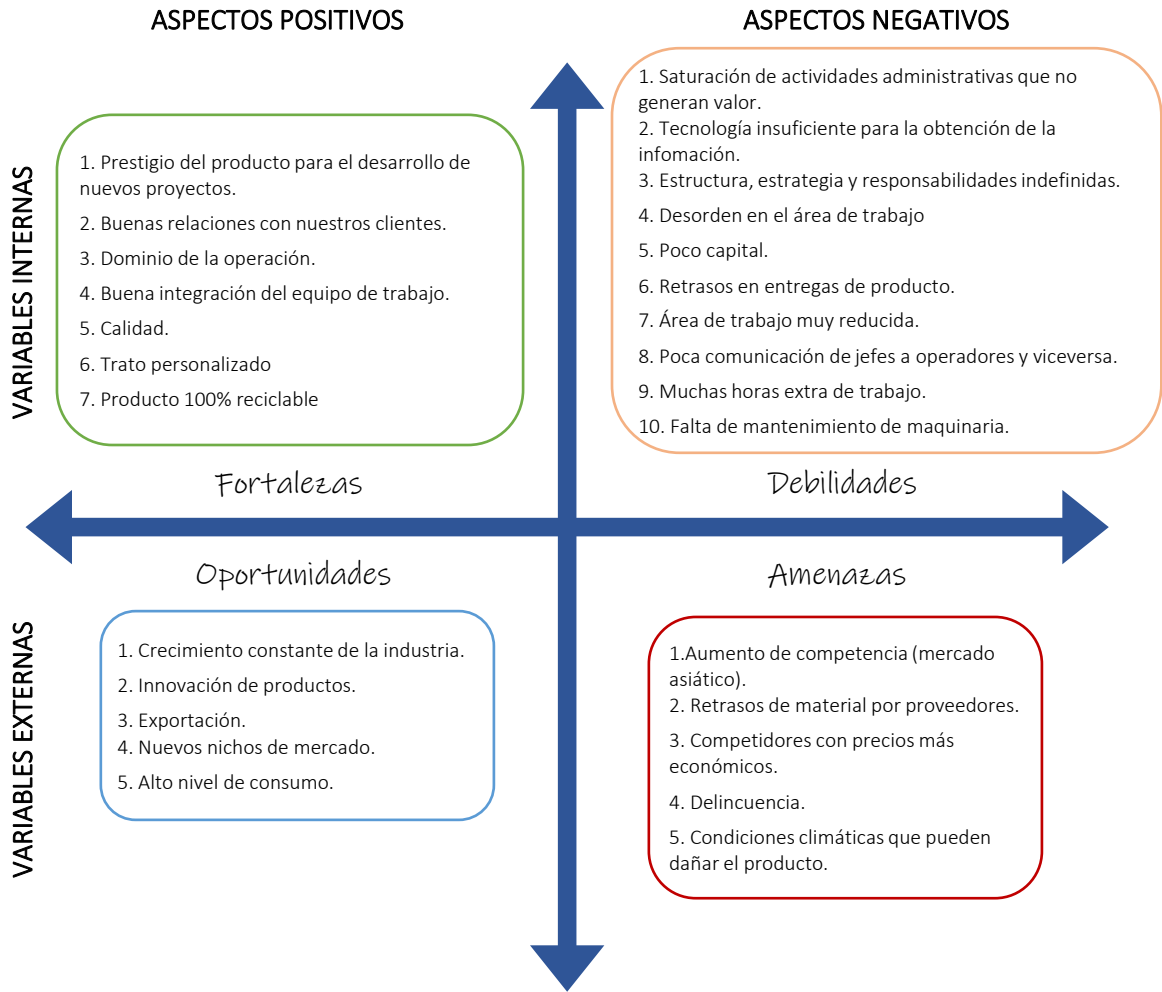 ASPECTOS POSITIVOS
ASPECTOS NEGATIVOS
VARIABLES INTERNAS
1. Prestigio del producto para el desarrollo de
nuevos proyectos.
2. Buenas relaciones con nuestros clientes.
3. Dominio de la operación.
4. Buena integración del equipo de trabajo.
5. Calidad.
6. Trato personalizado
7. Producto 100% reciclable
Fortalezas
1. Saturación de actividades administrativas que no
generan valor.
2. Tecnología insuficiente para la obtención de la
infomación.
3. Estructura, estrategia y responsabilidades indefinidas.
4. Desorden en el área de trabajo
5. Poco capital.
6. Retrasos en entregas de producto.
7. Área de trabajo muy reducida.
8. Poca comunicación de jefes a operadores y viceversa.
9. Muchas horas extra de trabajo.
10. Falta de mantenimiento de maquinaria.
Debilidades
VARIABLES EXTERNAS
Oportunidades
1. Crecimiento constante de la industria.
2. Innovación de productos.
3. Exportación.
4. Nuevos nichos de mercado.
5. Alto nivel de consumo.
Amenazas
1.Aumento de competencia (mercado
asiático).
2. Retrasos de material por proveedores.
3. Competidores con precios más
económicos.
4. Delincuencia.
5. Condiciones climáticas que pueden
dañar el producto.